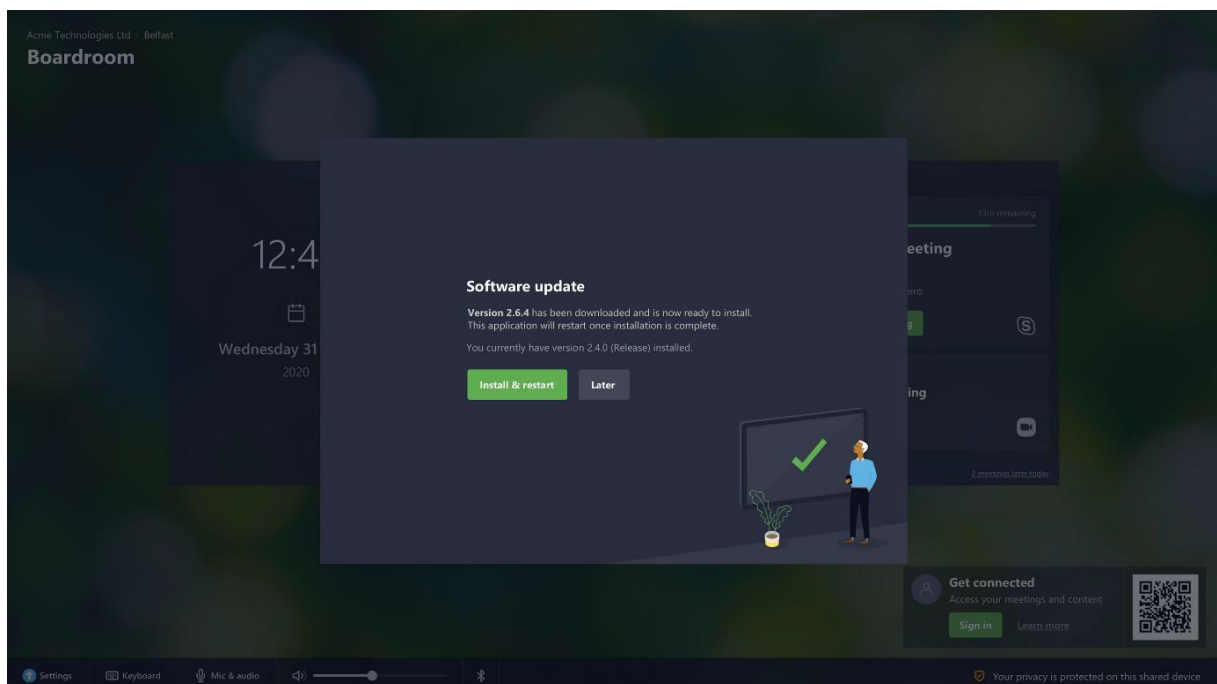 Acme Technologies Ltd - Belfast
Boardroom
13m remaining
12:4
eeting
eiro
Software update
Version 2.6.4 has been downloaded and is now ready to install.
This application will restart once installation is complete.
g
You currently have version 2.4.0 (Release) installed.
Wednesday 31
2020
Install & restart
Later
ing
2 meetings later today
Get connected
Access your meetings and content
Sign in
Learn more
Settings
Keyboard
Mic & audio
Your privacy is protected on this shared device